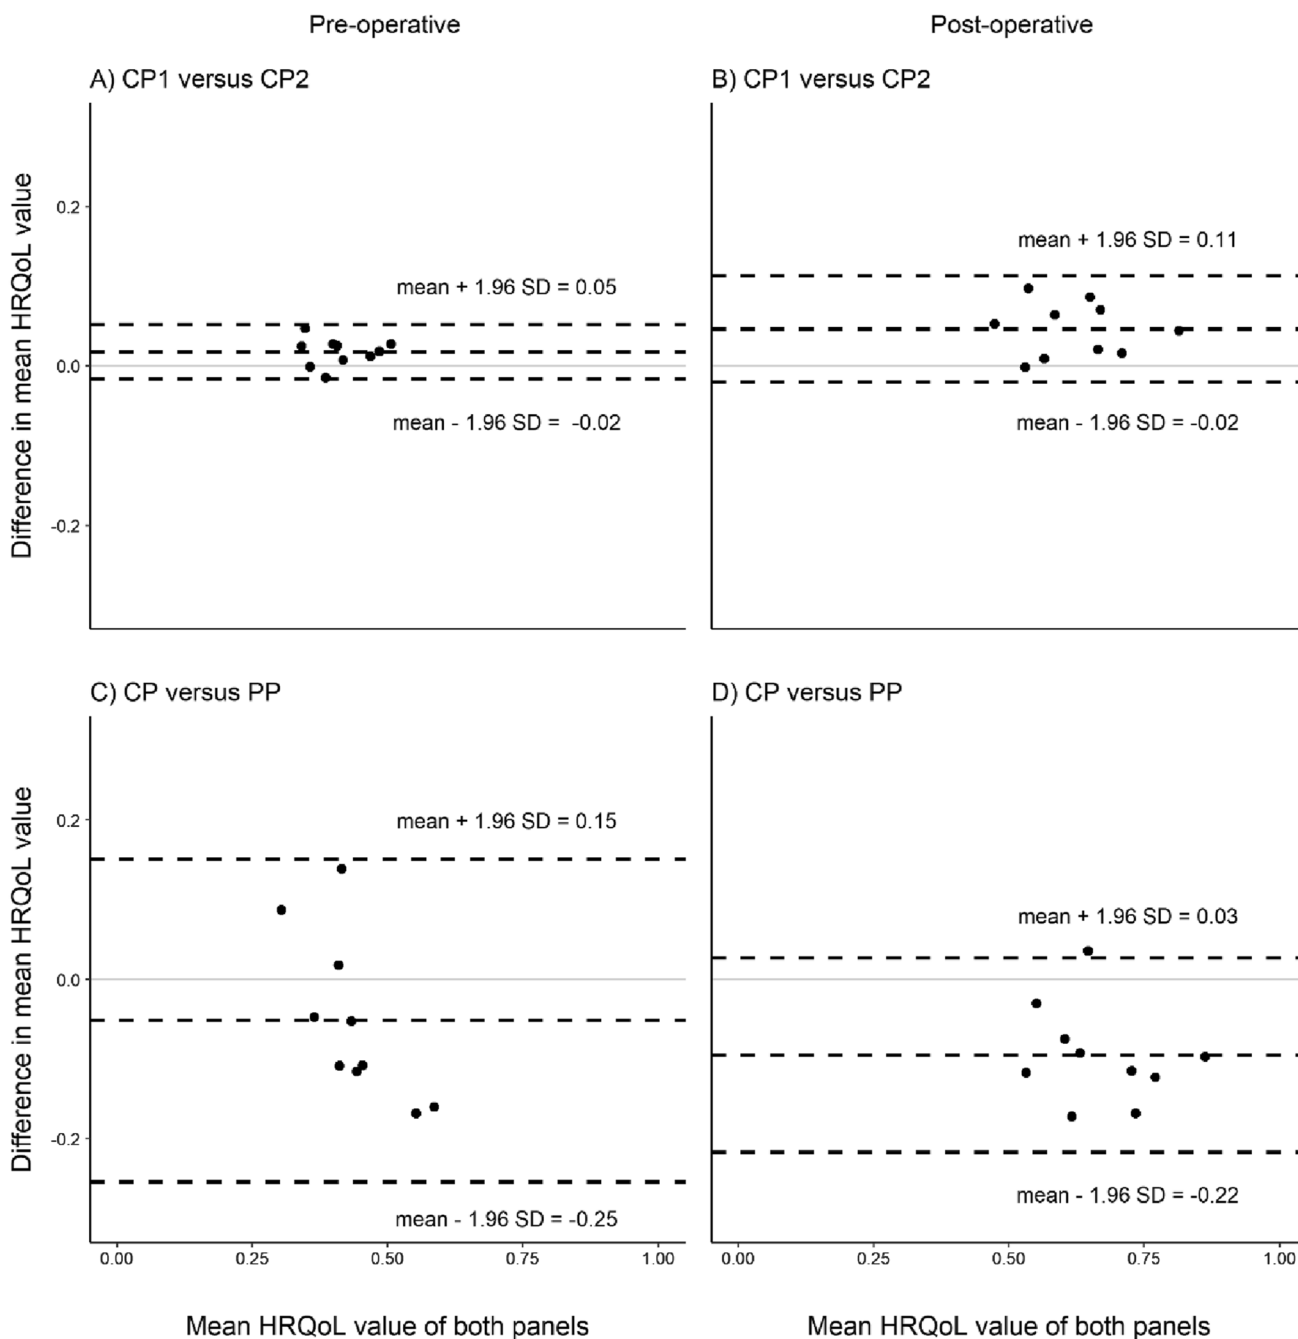 Pre-operative
Post-operative
A) CP1 versus CP2
B) CP1 versus CP2
Difference in mean HRQoL value
0.2
0.0
-0.2
mean + 1.96 SD = 0.05
mean - 1.96 SD = -0.02
mean + 1.96 SD = 0.11
mean - 1.96 SD = -0.02
C) CP versus PP
D) CP versus PP
Difference in mean HRQoL value
0.2
0.0
-0.2
mean + 1.96 SD = 0.15
mean - 1.96 SD = -0.25
mean + 1.96 SD = 0.03
mean - 1.96 SD = -0.22
0.00 0.25 0.50 0.75 1.00
0.00 0.25 0.50 0.75 1.00
Mean HRQoL value of both panels
Mean HRQoL value of both panels